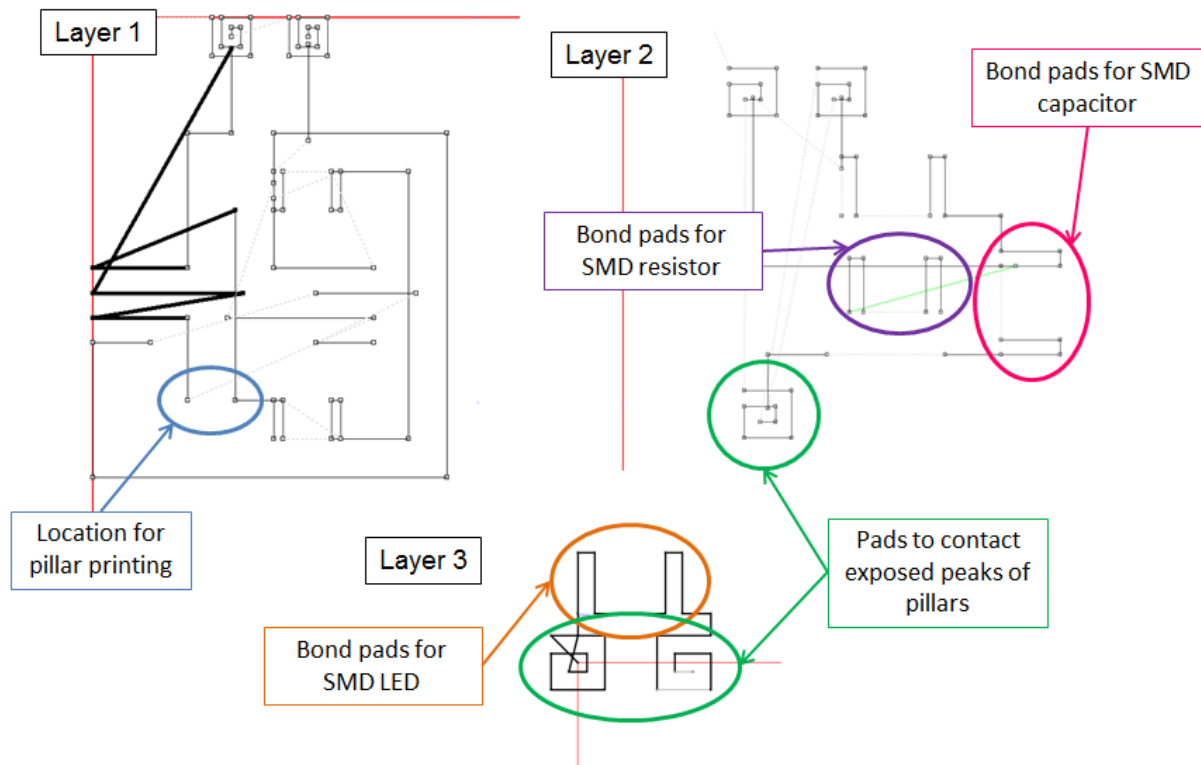 Layer 1
Layer 2
Bond pads for SMD
capacitor
Bond pads for
SMD resistor
Location for
pillar printing
Layer 3
Pads to contact
exposed peaks of
pillars
Bond pads for
SMD LED